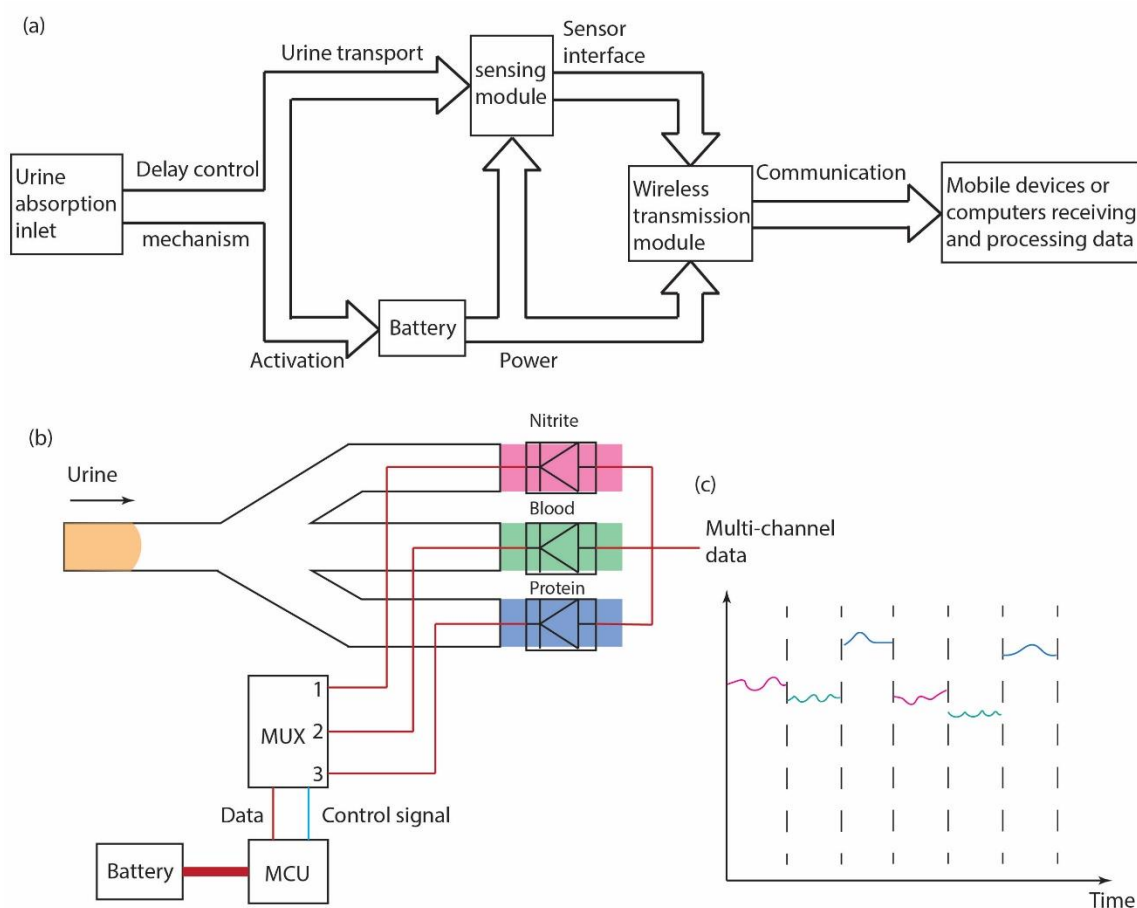 (a)
Urine transport
Sensor
interface
sensing
module
Urine
absorption
inlet
Delay control
mechanism
Wireless
transmission
module
Communication
Mobile devices or
computers receiving
and processing data
Activation
Battery
Power
(b)
Urine
Nitrite
Blood
Protein
Multi-channel
data
MUX
1
2
3
Data
Control signal
Battery
MCU
(c)
Time